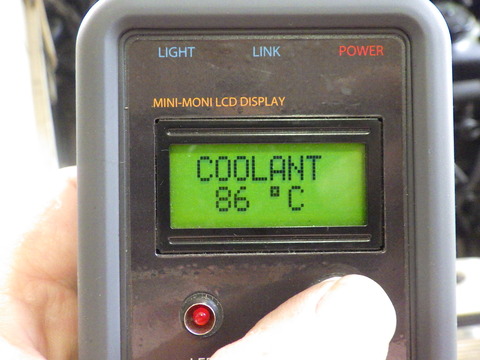 LIGHT LINK POWER
MINI-MONI LCD DISPLAY
COOLANT
86 °C